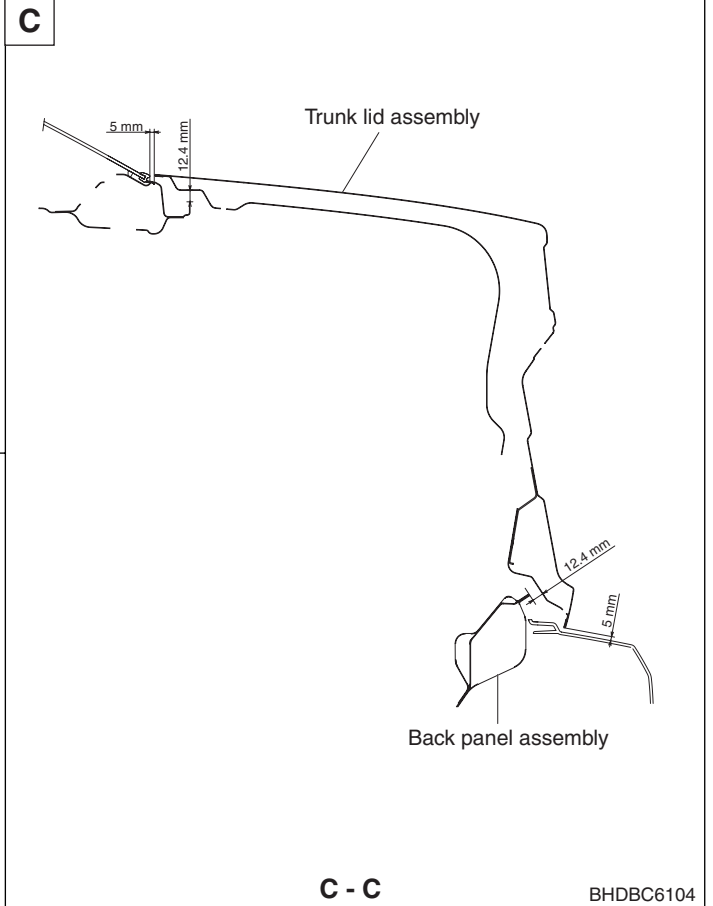 C
Trunk lid assembly
5 mm
12.4 mm
12.4 mm
5 mm
Back panel assembly
C - C
BHDBC6104